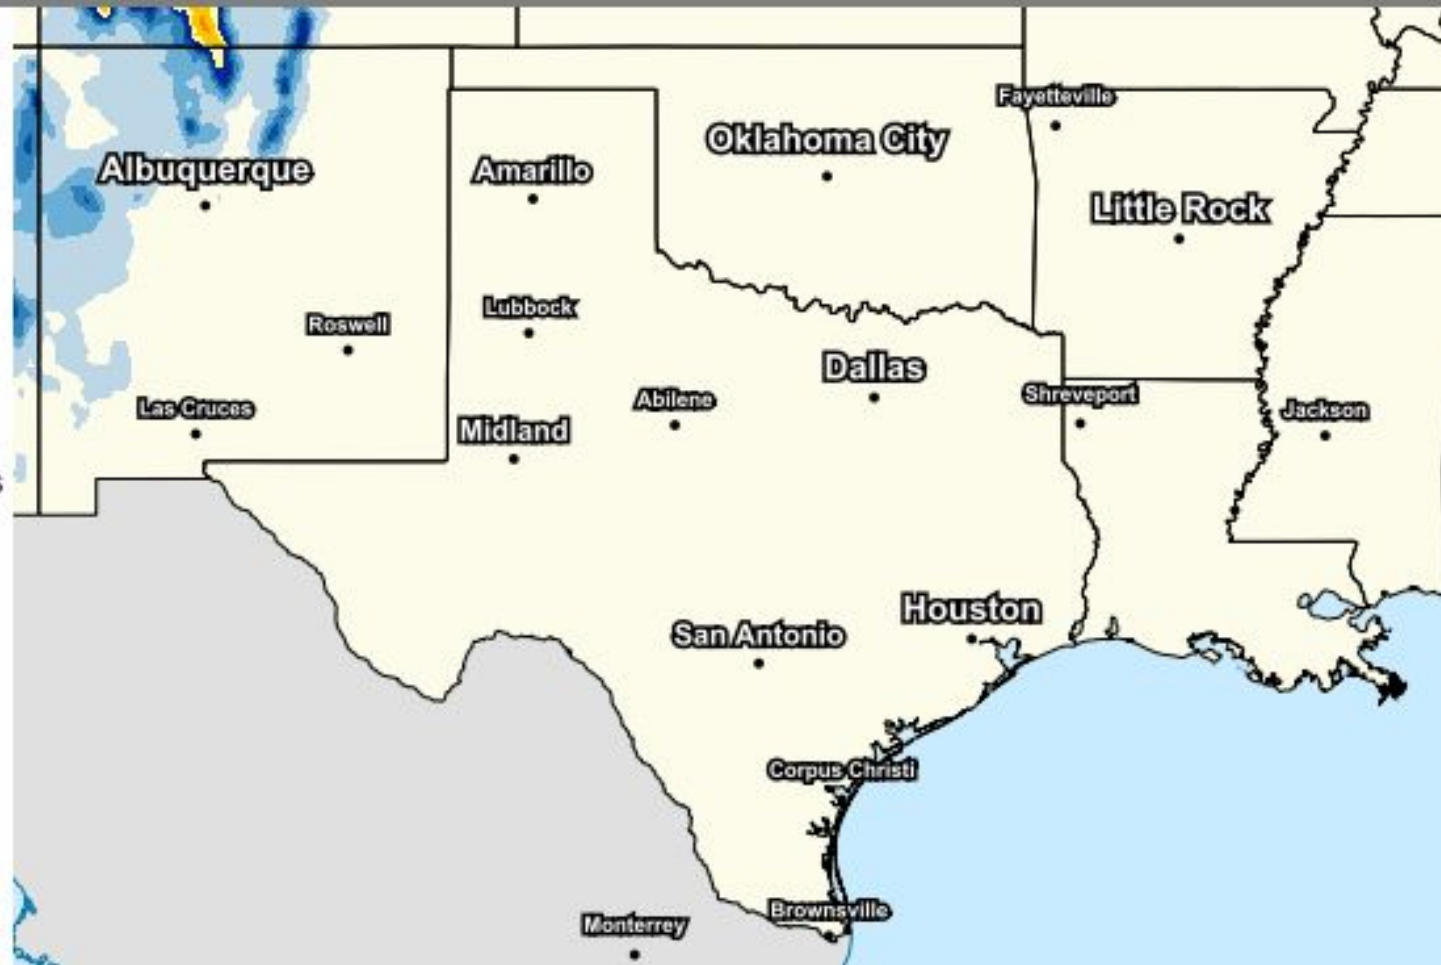 Fayetteville
Oklahoma City
Albuquerque
Amarillo
Little Rock
Lubbock
Roswell
Dallas
Shreveport
Abilene
Las Cruces
Jackson
Midland
Houston
San Antonio
Corpus Christi
Brownsville
Monterrey